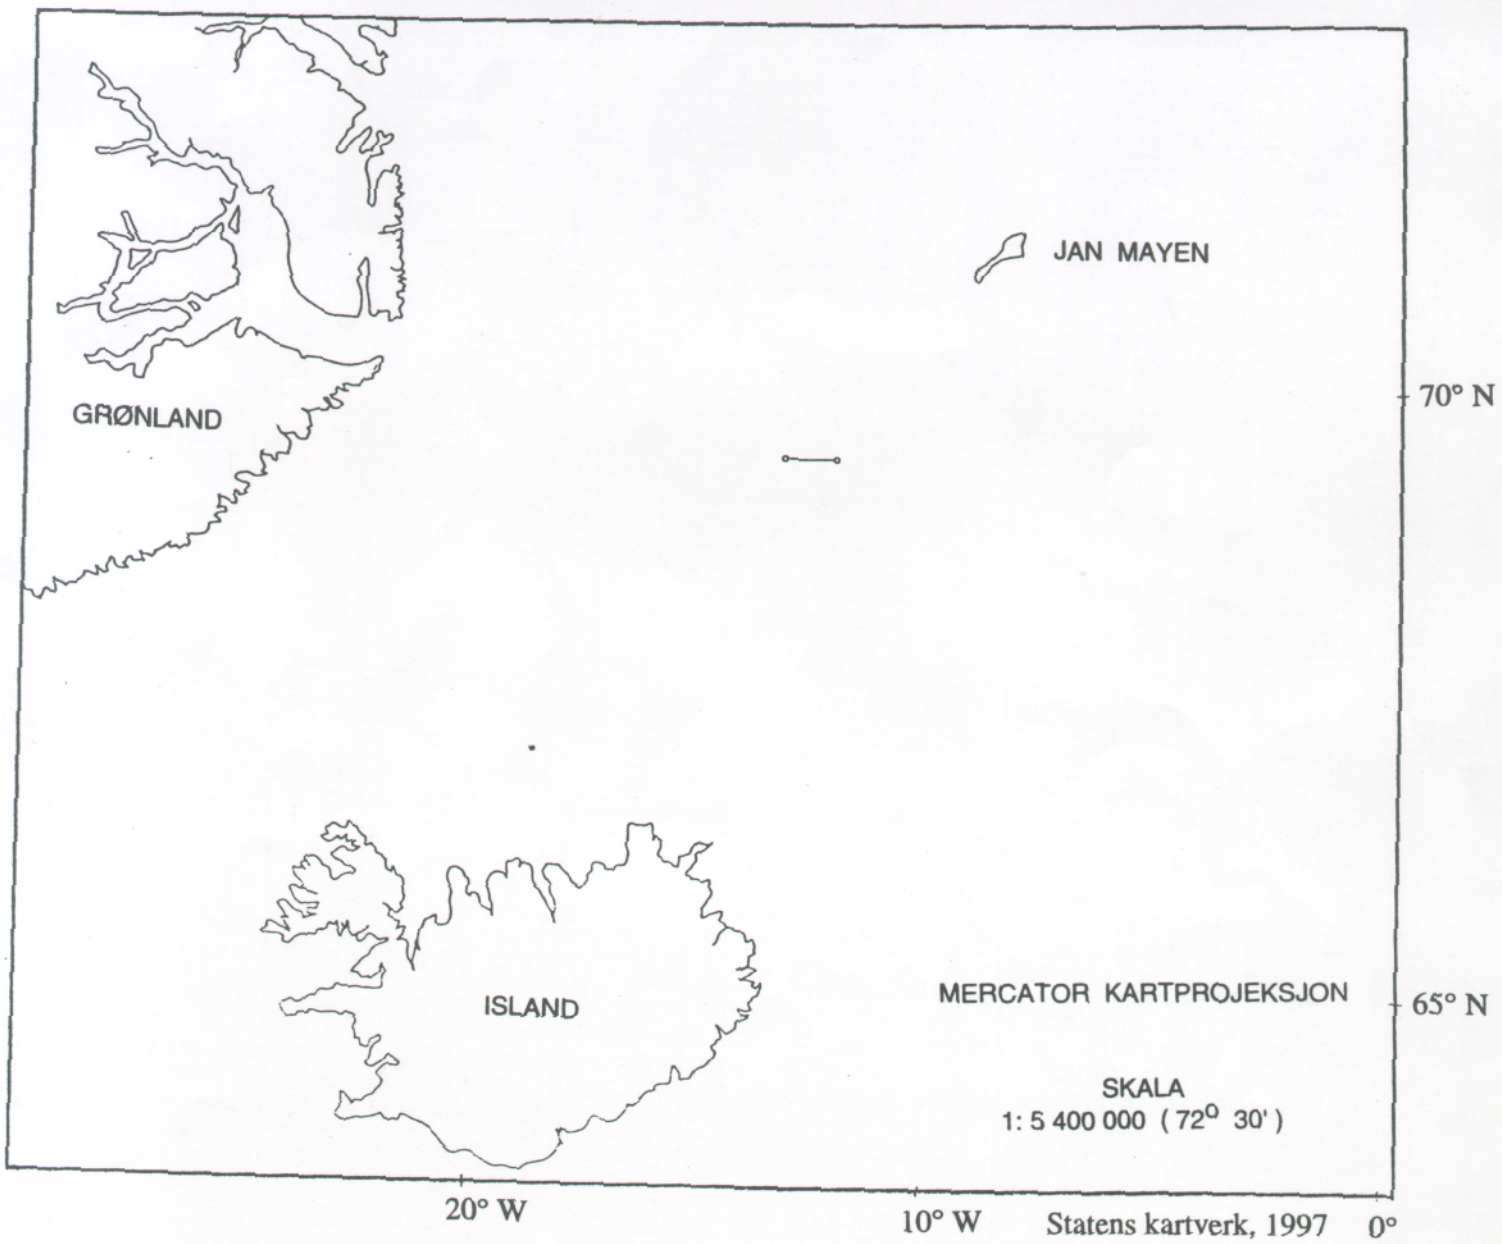 JAN MAYEN
70° N
GRØNLAND
MERCATOR KARTPROJEKSJON
65° N
ISLAND
SKALA
1: 5 400 000 ( 72° 30' )
20° W
10° W
Statens kartverk, 1997
0°